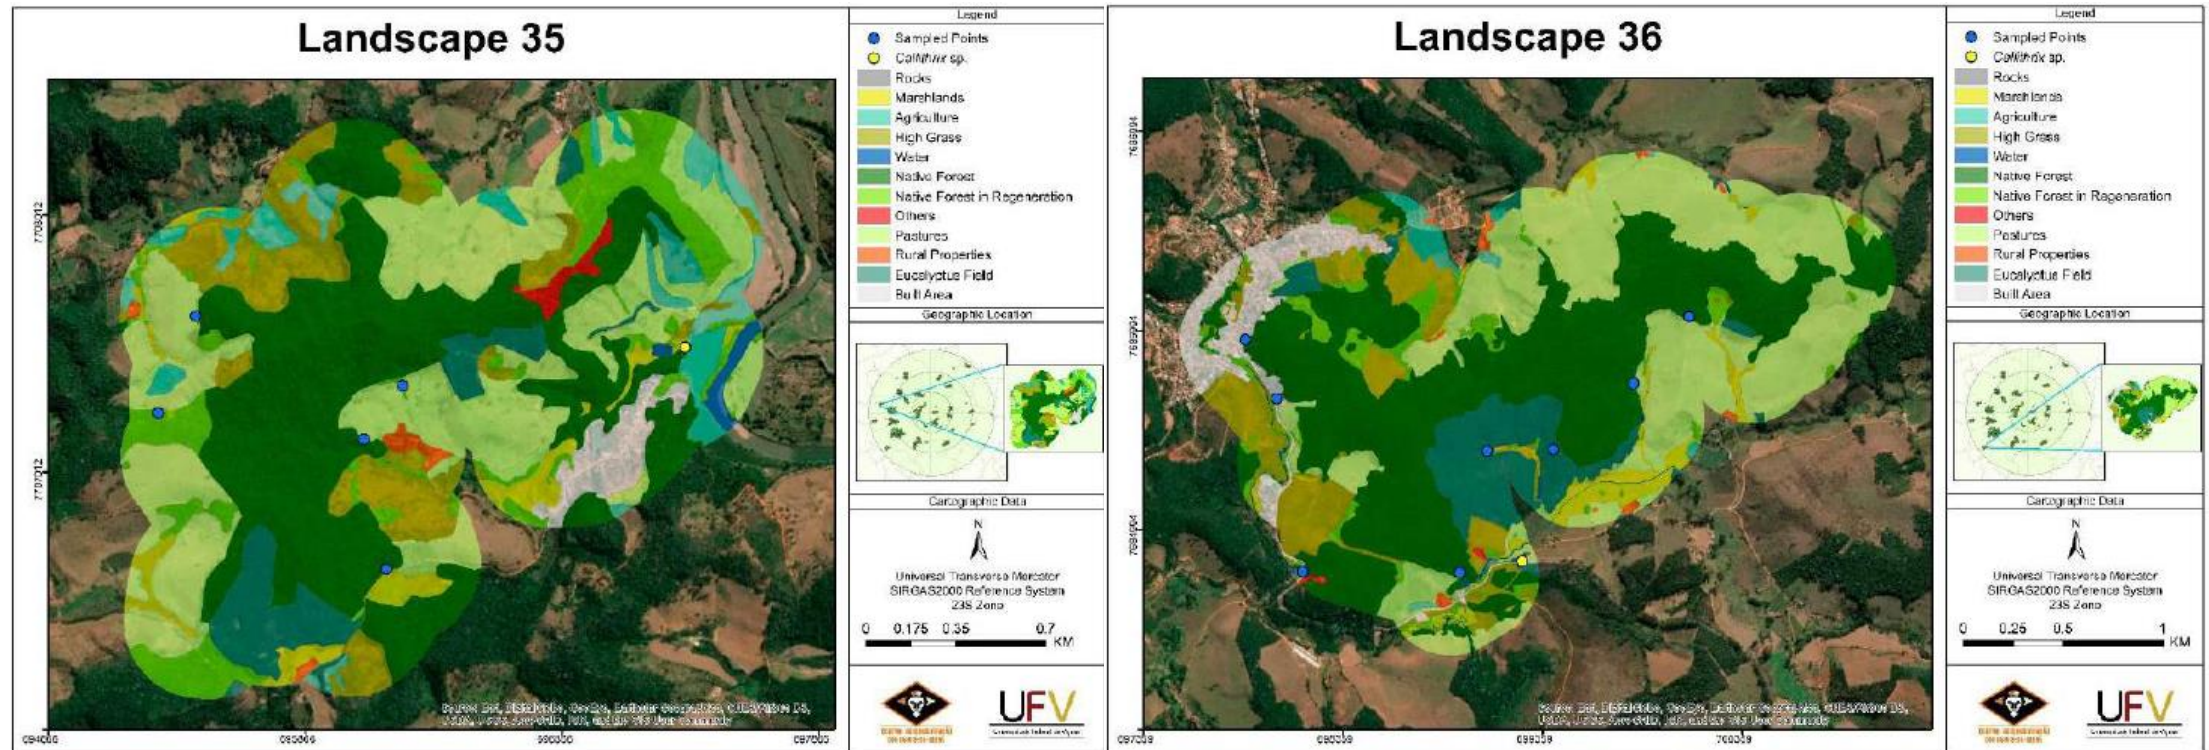 Landscape 35
Legend
Sampled Points
Callithrix sp.
Rocks
Marshlands
Agriculture
High Grass
Water
Native Forest
Native Forest in Regeneration
Others
Pastures
Rural Properties
Eucalyptus Field
Built Area
Geographic Location
Cartographic Data
N
Universal Transverse Mercator
SIRGAS2000 Reference System
23S Zone
0 0.175 0.35 0.7
KM
UFV
7708012
7707012
Landscape 36
Legend
Sampled Points
Callithrix sp.
Rocks
Marshlands
Agriculture
High Grass
Water
Native Forest
Native Forest in Regeneration
Others
Pastures
Rural Properties
Eucalyptus Field
Built Area
Geographic Location
Cartographic Data
N
Universal Transverse Mercator
SIRGAS2000 Reference System
23S Zone
0 0.25 0.5 1
KM
UFV